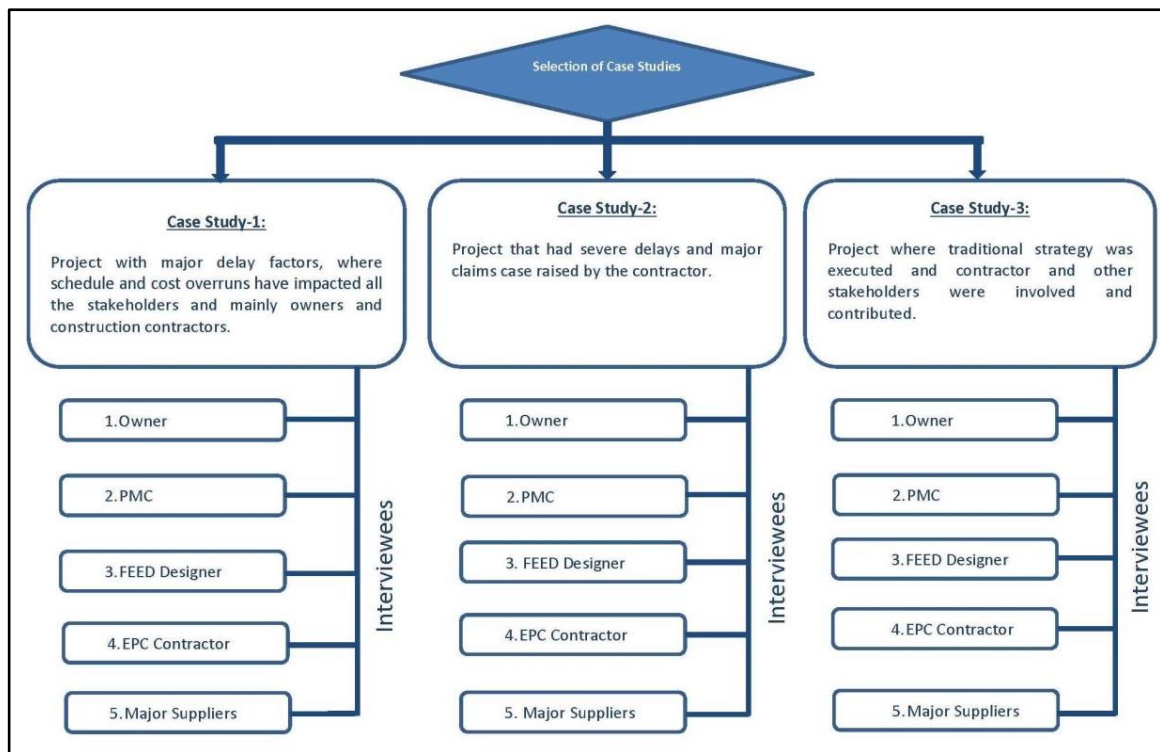 Selection of Case Studies
Case Study-1:
Project with major delay factors, where
schedule and cost overruns have impacted all
the stakeholders and mainly owners and
construction contractors.
1.Owner
2.PMC
3.FEED Designer
4.EPC Contractor
5.Major Suppliers
Interviewees
Case Study-2:
Project that had severe delays and major
claims case raised by the contractor.
1.Owner
2.PMC
3. FEED Designer
4.EPC Contractor
5. Major Suppliers
Interviewees
Case Study-3:
Project where traditional strategy was
executed and contractor and other
stakeholders were involved and
contributed.
1.Owner
2.PMC
3.FEED Designer
4.EPC Contractor
5.Major Suppliers
Interviewees